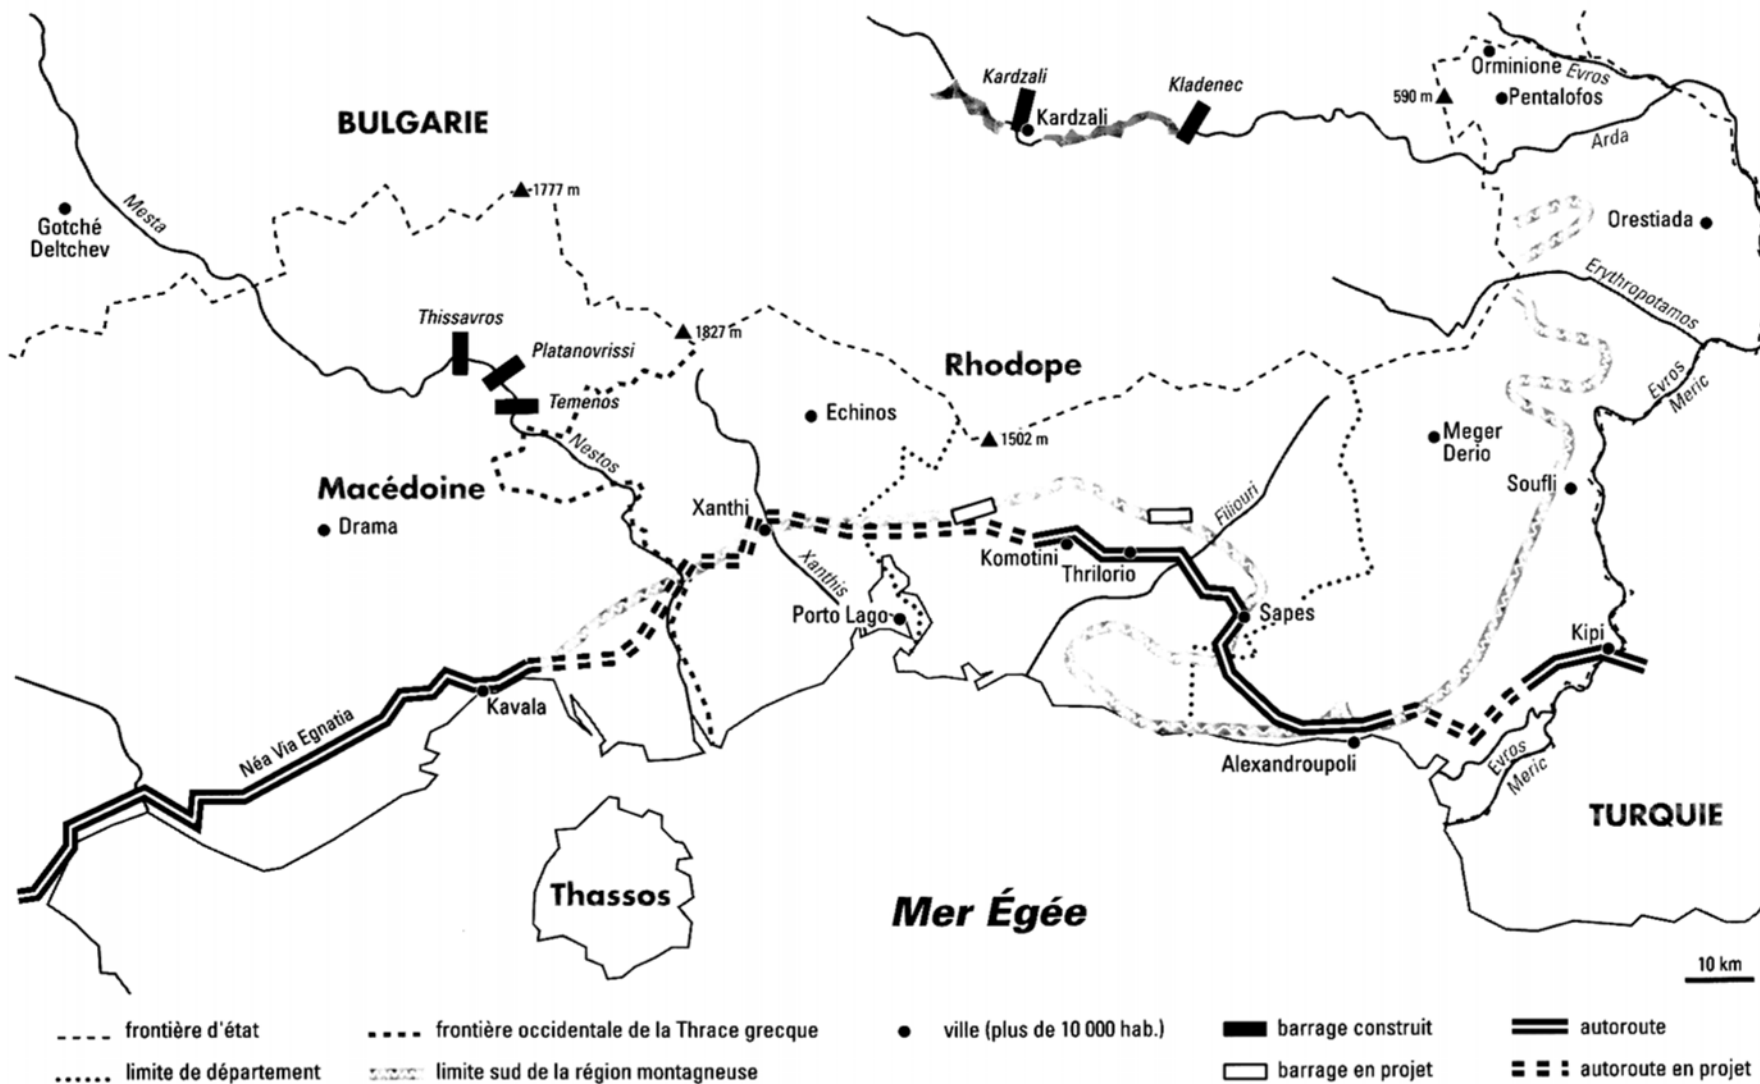 Kardzali
Kladenec
Kardzali
Orminione
Evros
590 m
Pentalofos
Arda
BULGARIE
1777 m
Mesta
Gotché
Deltchev
Orestiada
Erythropotamos
Thissavros
Platanovrissi
Temenos
1827 m
Rhodope
Evros
Meric
Echinos
1502 m
Nestos
Meger
Derio
Macédoine
Drama
Xanthi
Soufli
Filiouri
Komotini
Thrilorio
Xanthis
Porto Lago
Sapes
Kipi
Kavala
Néa Via Egnatia
Alexandroupoli
Evros
Meric
TURQUIE
Thassos
Mer Égée
10 km
frontière d'état
frontière occidentale de la Thrace grecque
ville (plus de 10 000 hab.)
barrage construit
autoroute
limite de département
limite sud de la région montagneuse
barrage en projet
autoroute en projet